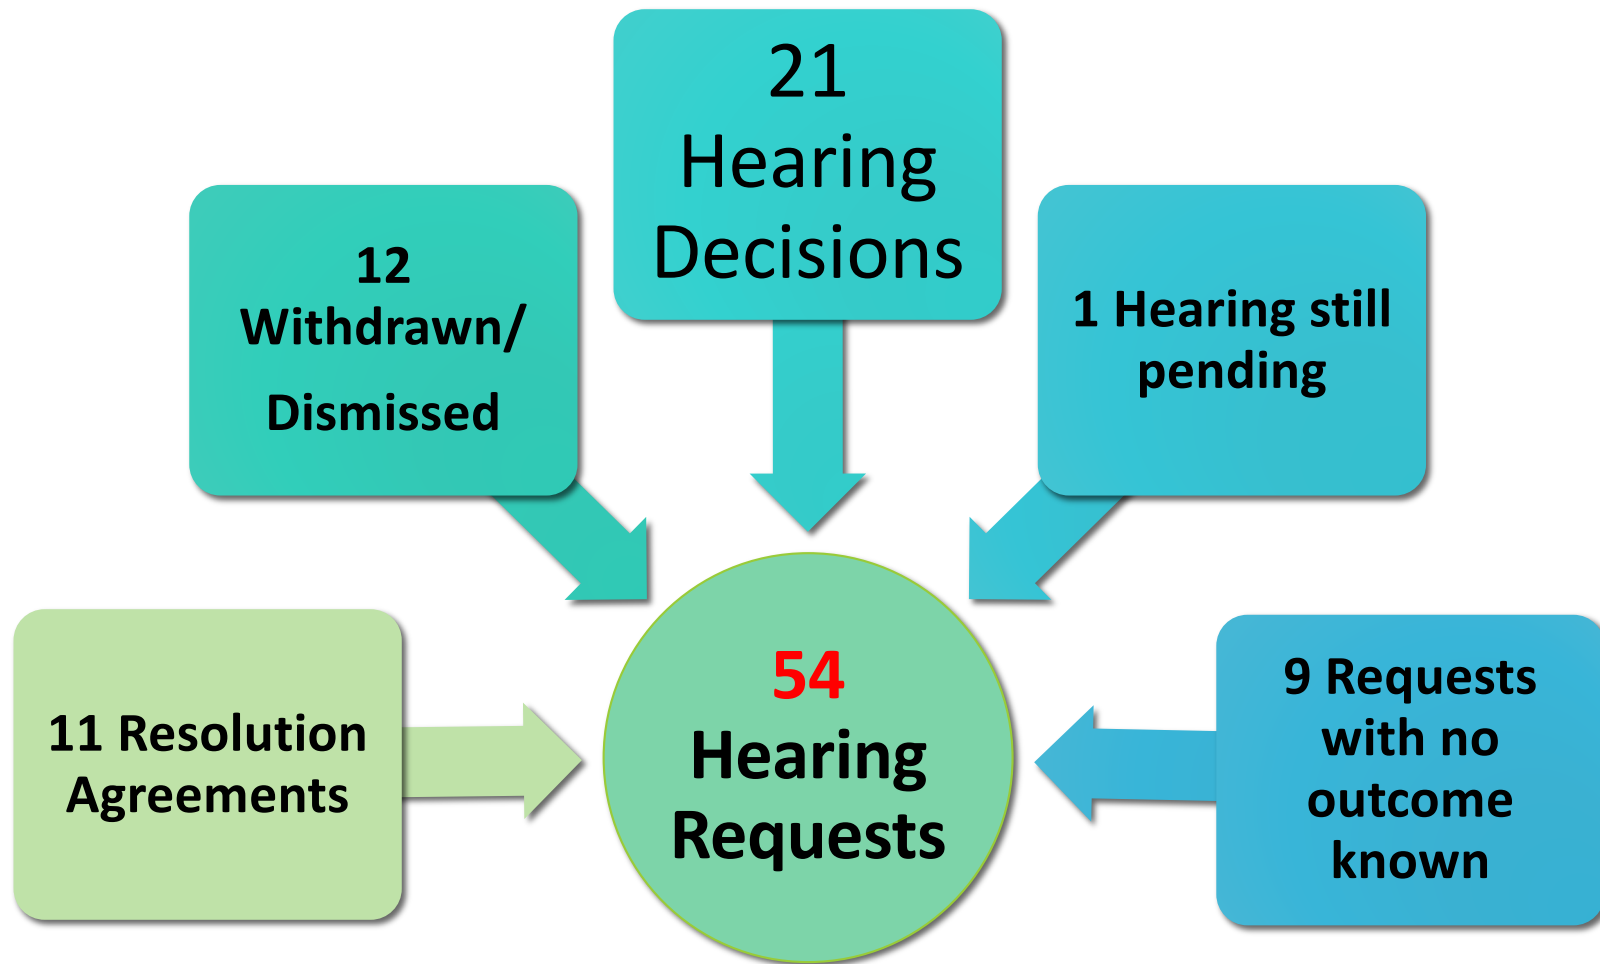 21
Hearing
Decisions
12
Withdrawn/
Dismissed
1 Hearing still
pending
11 Resolution
Agreements
54
Hearing
Requests
9 Requests
with no
outcome
known